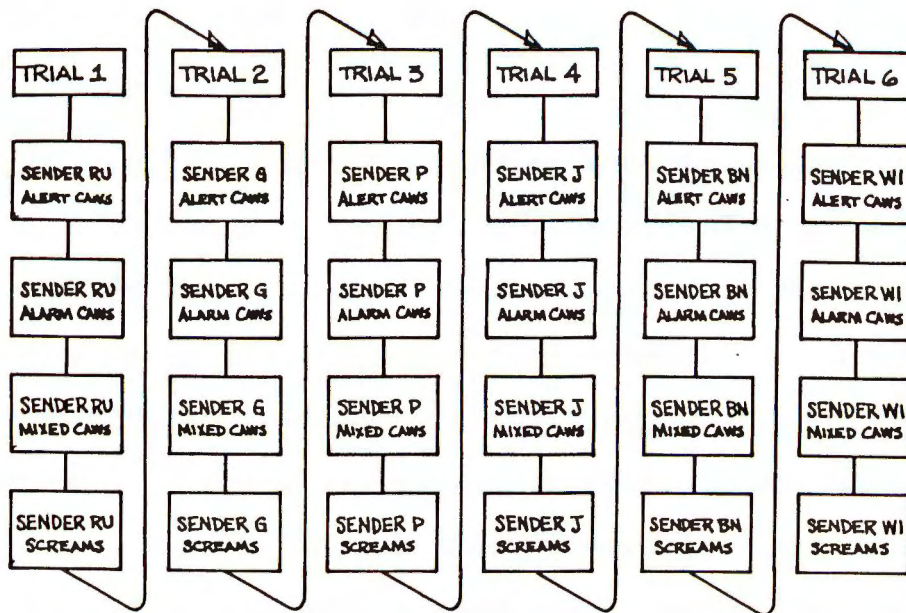 TRIAL 1
SENDER RU
ALERT CAWS
SENDER RU
ALARM CAWS
SENDER RU
MIXED CAWS
SENDER RU
SCREAMS
TRIAL 2
SENDER G
ALERT CAWS
SENDER G
ALARM CAWS
SENDER G
MIXED CAWS
SENDER G
SCREAMS
TRIAL 3
SENDER P
ALERT CAWS
SENDER P
ALARM CAWS
SENDER P
MIXED CAWS
SENDER P
SCREAMS
TRIAL 4
SENDER J
ALERT CAWS
SENDER J
ALARM CAWS
SENDER J
MIXED CAWS
SENDER J
SCREAMS
TRIAL 5
SENDER BN
ALERT CAWS
SENDER BN
ALARM CAWS
SENDER BN
MIXED CAWS
SENDER BN
SCREAMS
TRIAL 6
SENDER WI
ALERT CAWS
SENDER WI
ALARM CAWS
SENDER WI
MIXED CAWS
SENDER WI
SCREAMS